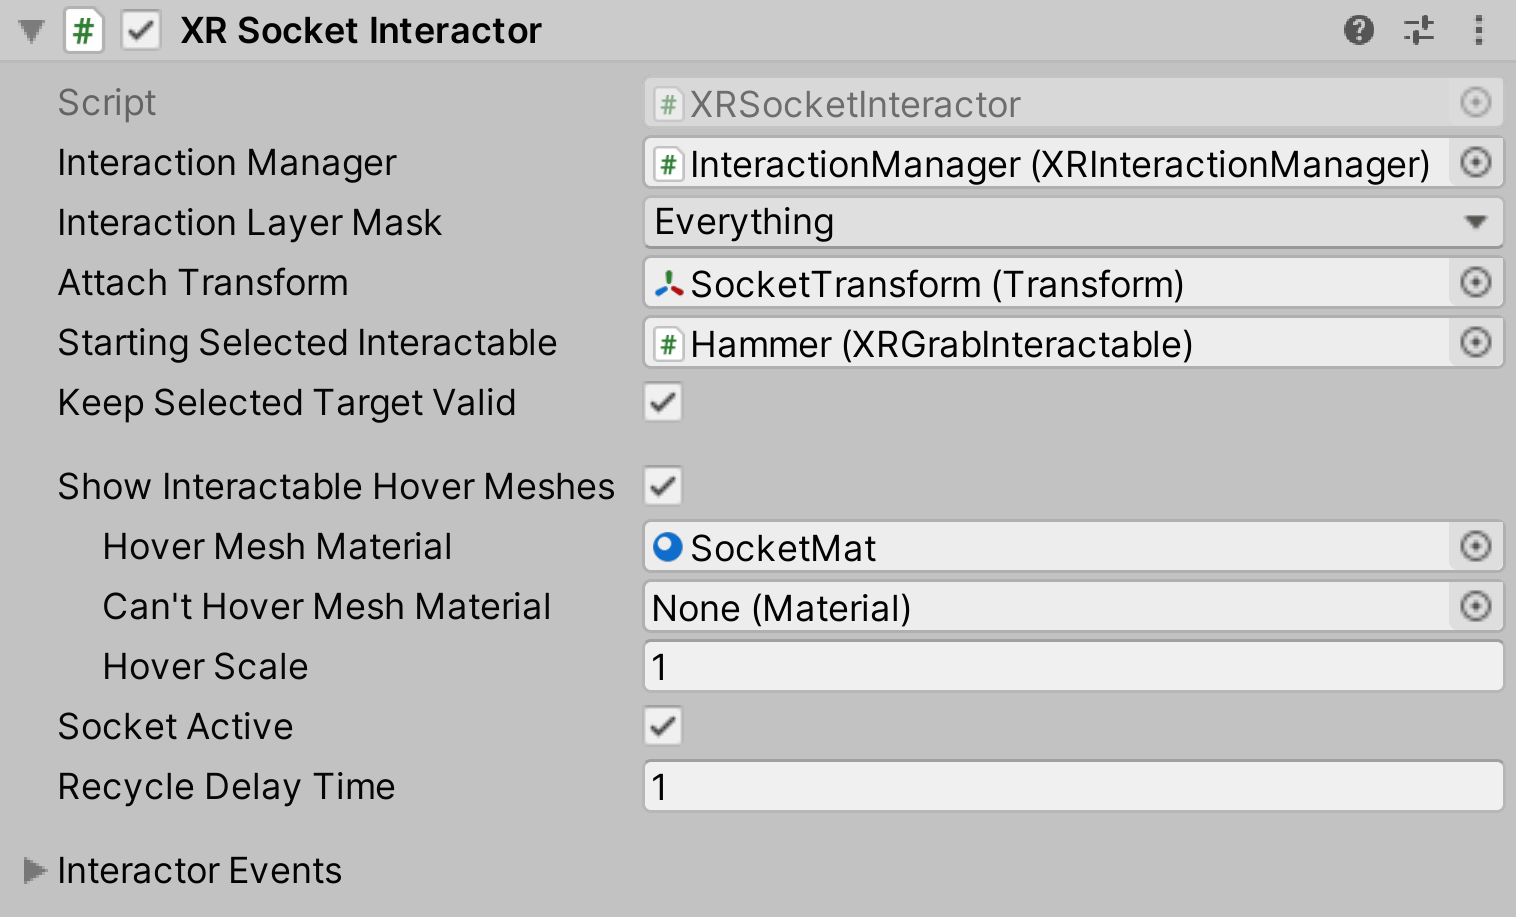 # XR Socket Interactor
Script # XRSocketInteractor
Interaction Manager # InteractionManager (XRInteractionManager)
Interaction Layer Mask Everything
Attach Transform SocketTransform (Transform)
Starting Selected Interactable # Hammer (XRGrabInteractable)
Keep Selected Target Valid
Show Interactable Hover Meshes
Hover Mesh Material SocketMat
Can't Hover Mesh Material None (Material)
Hover Scale 1
Socket Active
Recycle Delay Time 1
Interactor Events